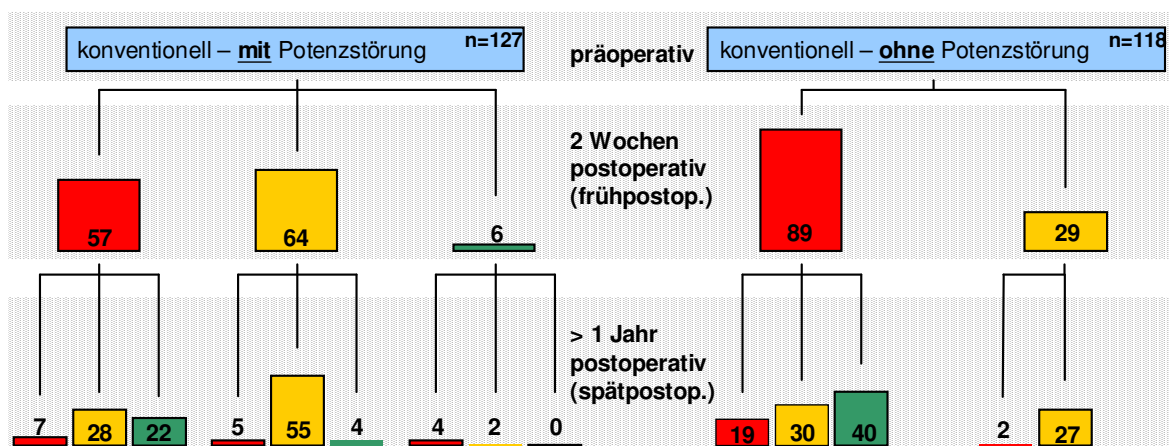 konventionell – mit Potenzstörung n=127
präoperativ
konventionell – ohne Potenzstörung n=118
2 Wochen
postoperativ
(frühpostop.)
57 64 6 89 29
> 1 Jahr
postoperativ
(spätpostop.)
7 28 22 5 55 4 4 2 0 19 30 40 2 27